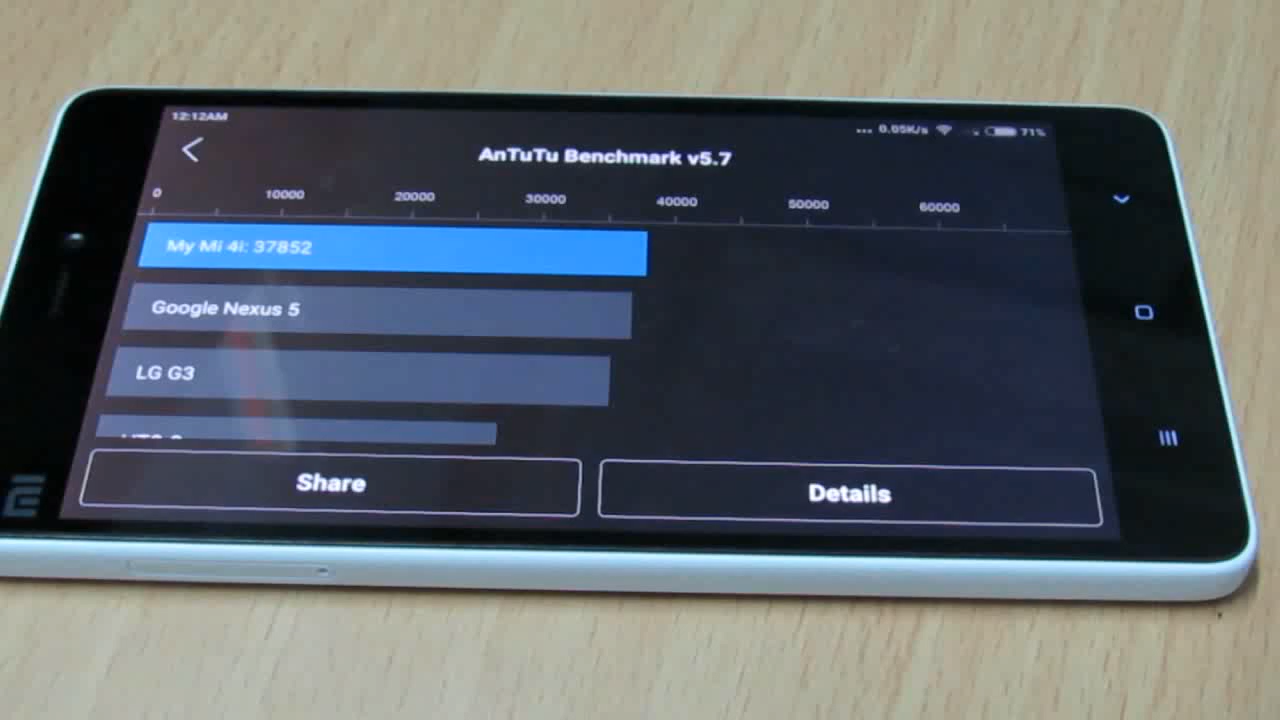 12:12AM
... 0.05K/s 71%
AnTuTu Benchmark v5.7
0 10000 20000 30000 40000 50000 60000
My Mi 4i: 37852
Google Nexus 5
LG G3
Share
Details
MI